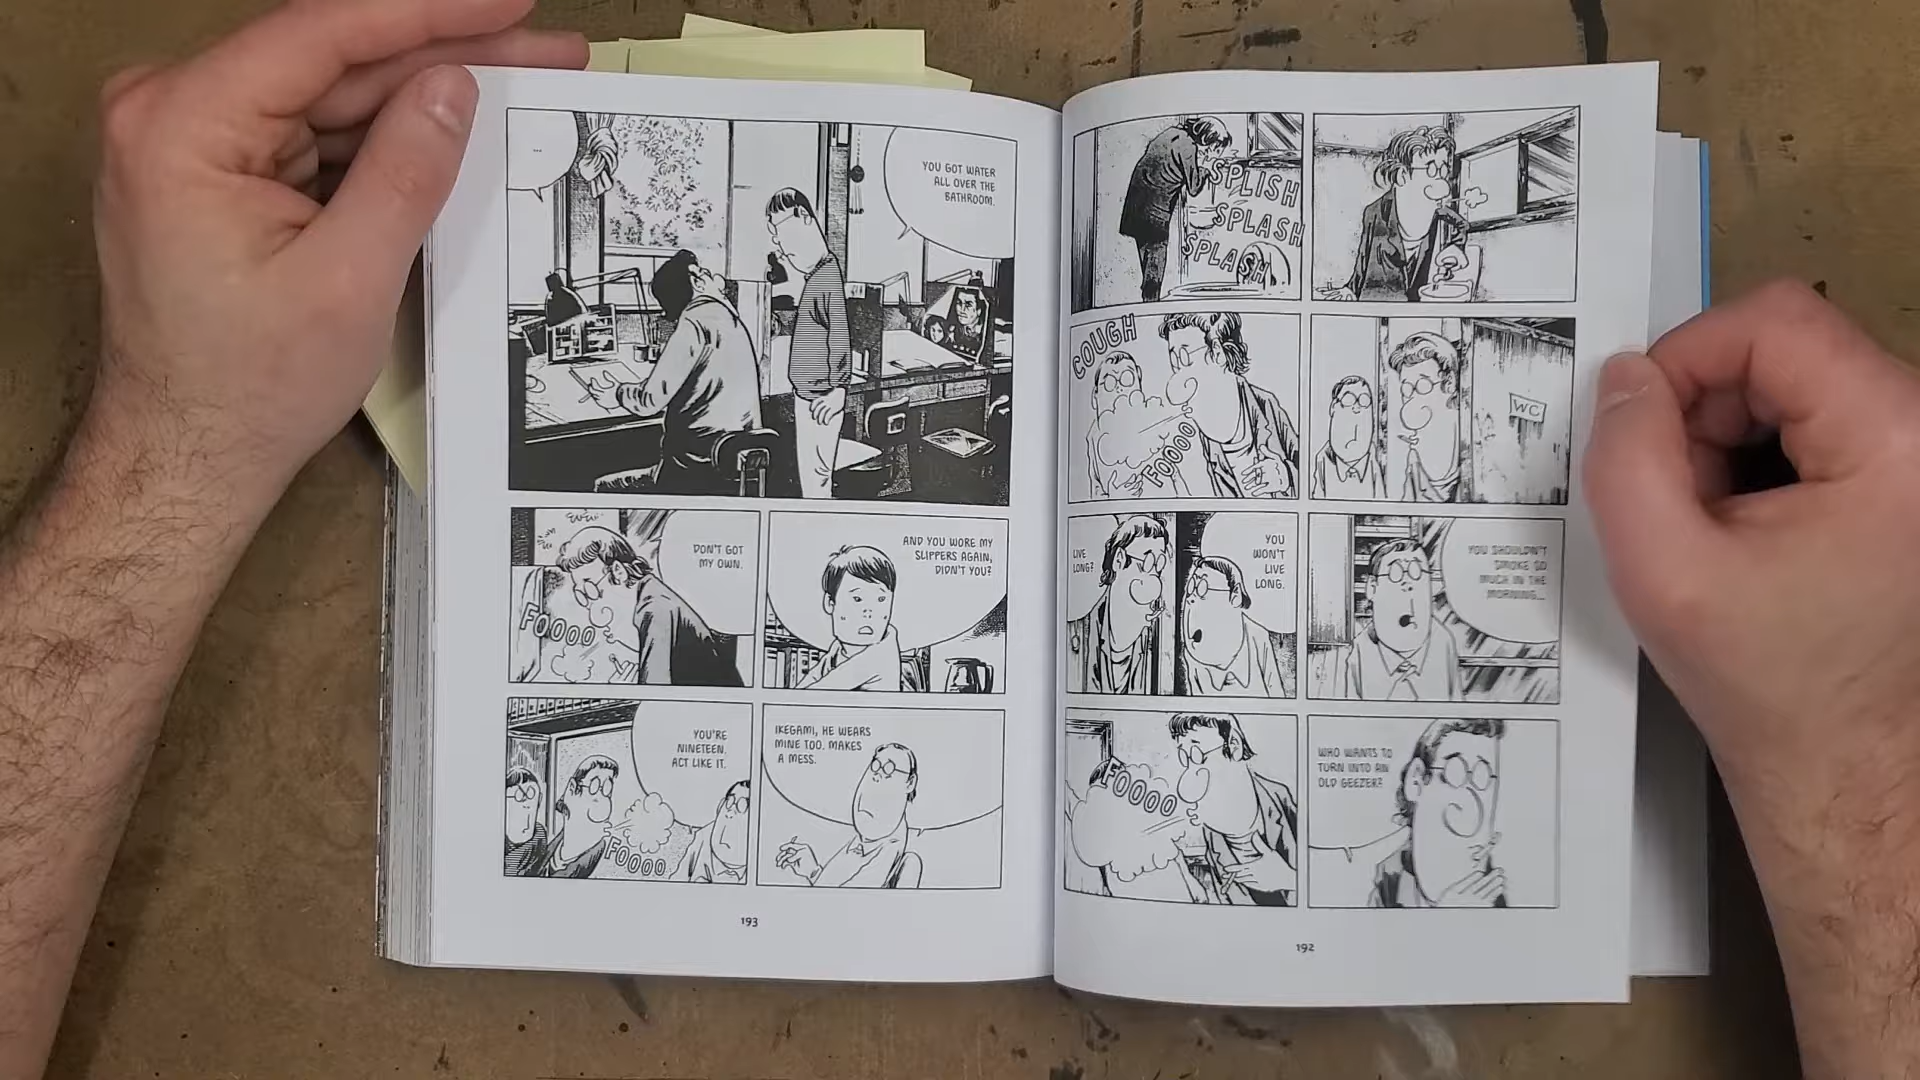 SPLISH
SPLASH
SPLASH
WC
COUGH
FOOOO
YOU SHOULDN'T
SMOKE SO
MUCH IN THE
MORNING...
YOU
WON'T
LIVE
LONG.
LIVE
LONG?
WHO WANTS TO
TURN INTO AN
OLD GEEZER?
FOOOO
192
YOU GOT WATER
ALL OVER THE
BATHROOM.
...
AND YOU WORE MY
SLIPPERS AGAIN,
DIDN'T YOU?
DON'T GOT
MY OWN.
FOOOO
IKEGAMI, HE WEARS
MINE TOO. MAKES
A MESS.
YOU'RE
NINETEEN.
ACT LIKE IT.
FOOOO
193